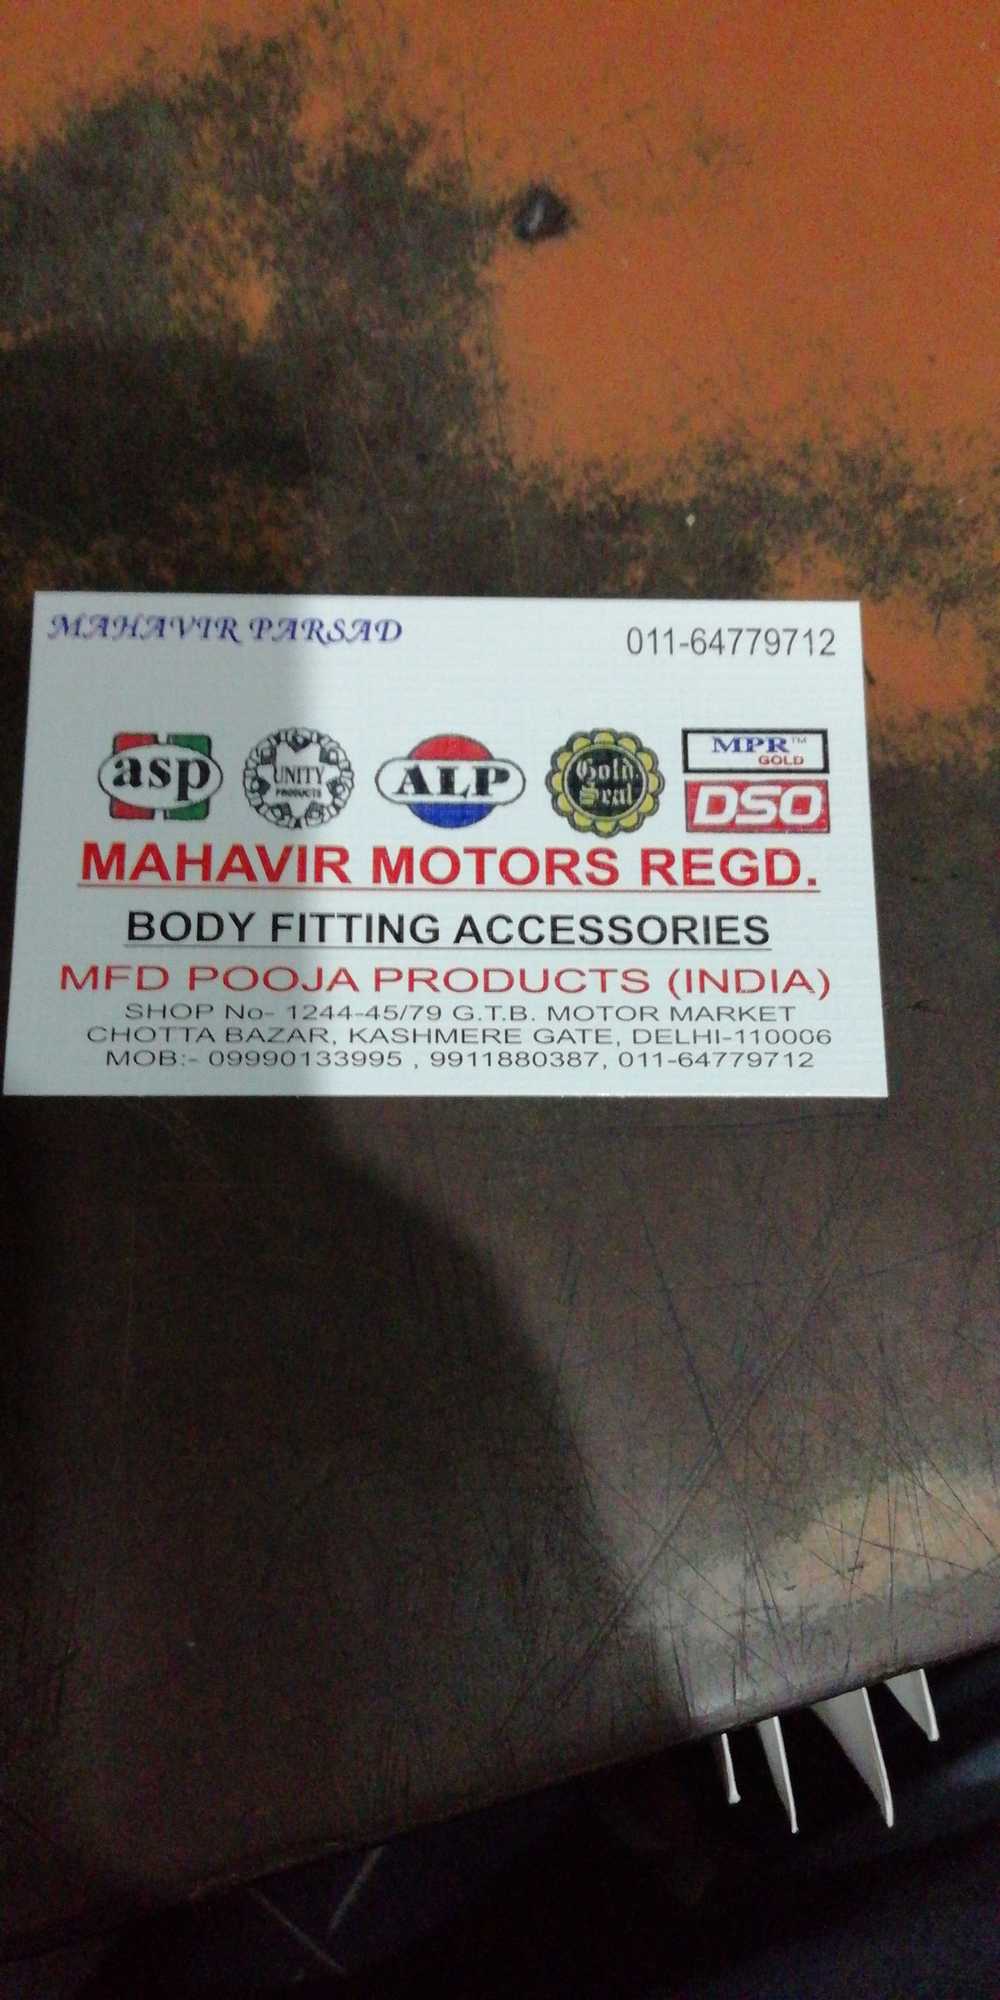 MAHAVIR PARSAD
011-64779712
asp
UNITY
PRODUCTS
ALP
Gold
Seal
MPR™
GOLD
DSO
MAHAVIR MOTORS REGD.
BODY FITTING ACCESSORIES
MFD POOJA PRODUCTS (INDIA)
SHOP No- 1244-45/79 G.T.B. MOTOR MARKET
CHOTTA BAZAR, KASHMERE GATE, DELHI-110006
MOB:- 09990133995 , 9911880387, 011-64779712